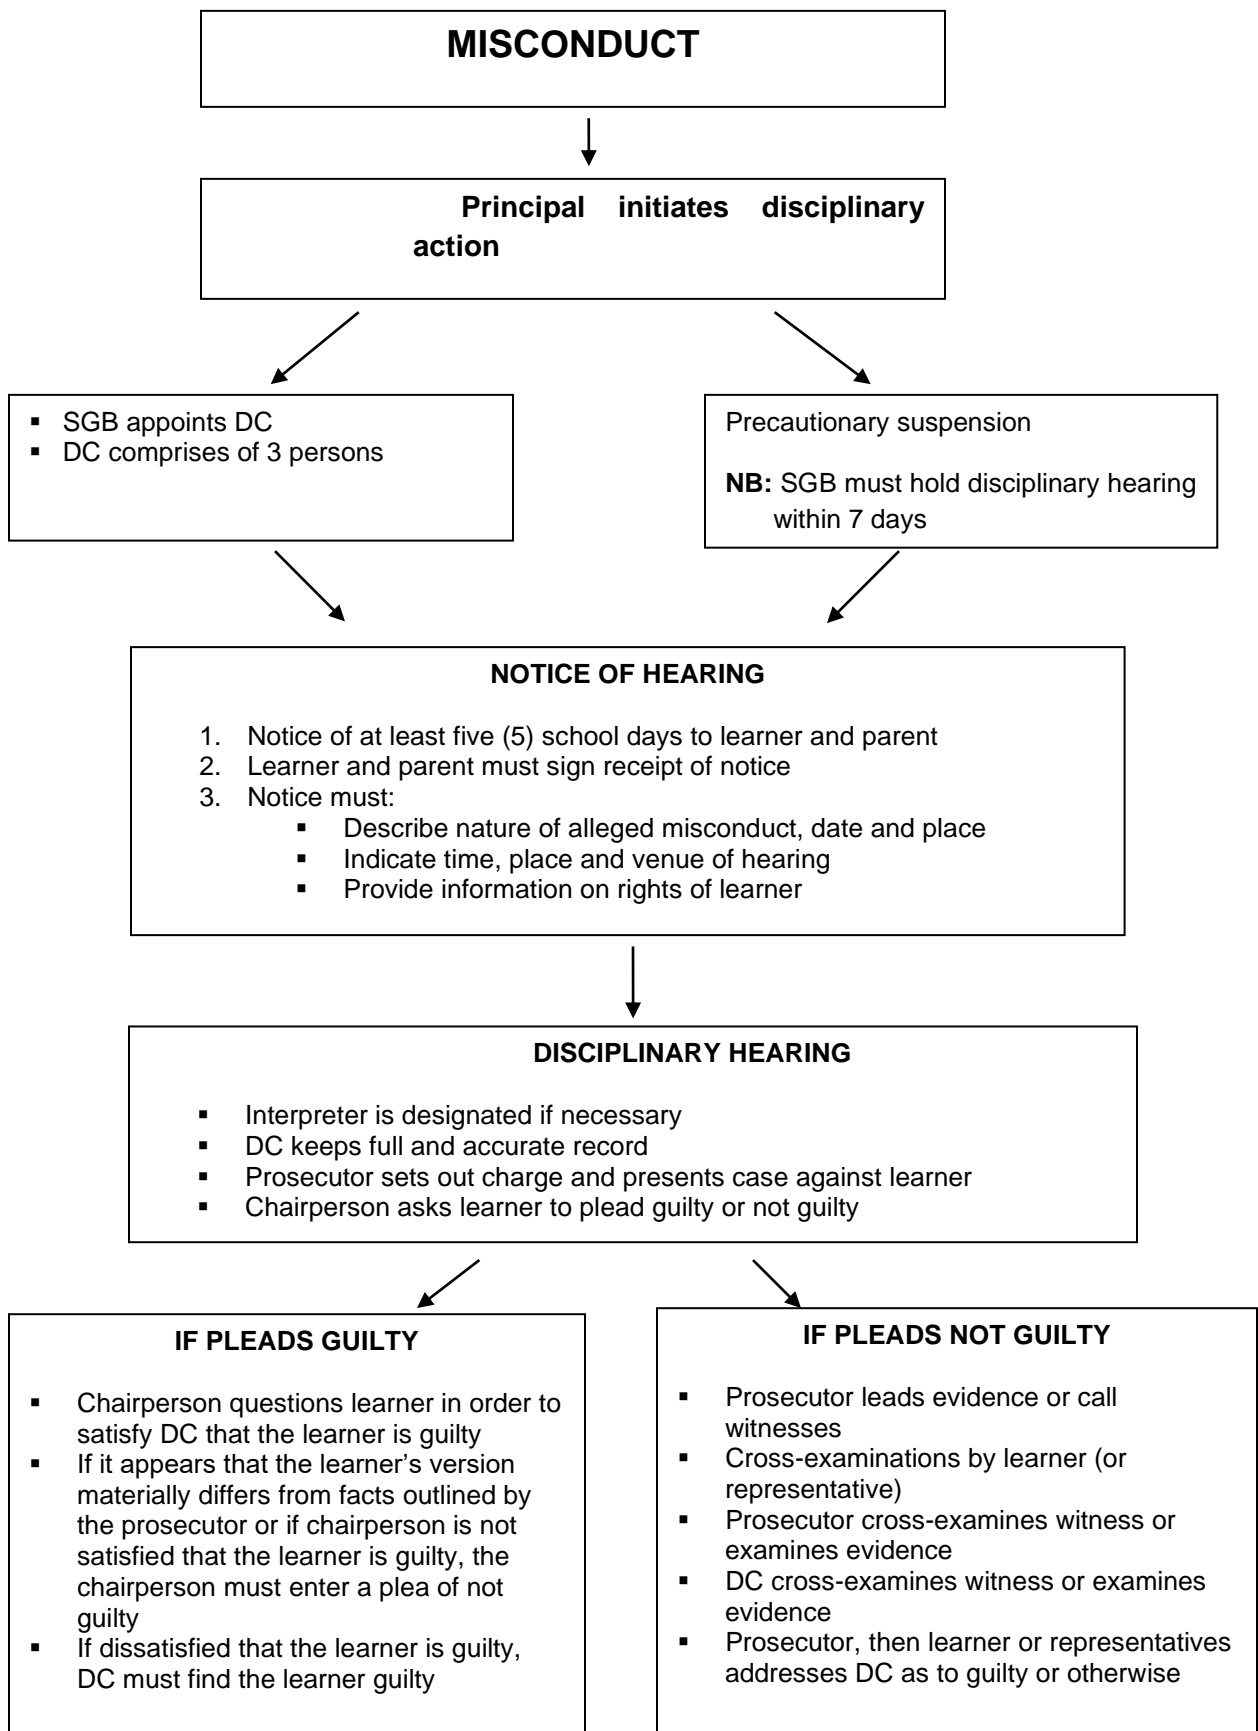 MISCONDUCT
Principal initiates disciplinary
action
▪ SGB appoints DC
▪ DC comprises of 3 persons
Precautionary suspension
NB: SGB must hold disciplinary hearing
within 7 days
NOTICE OF HEARING
1. Notice of at least five (5) school days to learner and parent
2. Learner and parent must sign receipt of notice
3. Notice must:
▪ Describe nature of alleged misconduct, date and place
▪ Indicate time, place and venue of hearing
▪ Provide information on rights of learner
DISCIPLINARY HEARING
▪ Interpreter is designated if necessary
▪ DC keeps full and accurate record
▪ Prosecutor sets out charge and presents case against learner
▪ Chairperson asks learner to plead guilty or not guilty
IF PLEADS GUILTY
▪ Chairperson questions learner in order to
satisfy DC that the learner is guilty
▪ If it appears that the learner's version
materially differs from facts outlined by
the prosecutor or if chairperson is not
satisfied that the learner is guilty, the
chairperson must enter a plea of not
guilty
▪ If dissatisfied that the learner is guilty,
DC must find the learner guilty
IF PLEADS NOT GUILTY
▪ Prosecutor leads evidence or call
witnesses
▪ Cross-examinations by learner (or
representative)
▪ Prosecutor cross-examines witness or
examines evidence
▪ DC cross-examines witness or examines
evidence
▪ Prosecutor, then learner or representatives
addresses DC as to guilty or otherwise